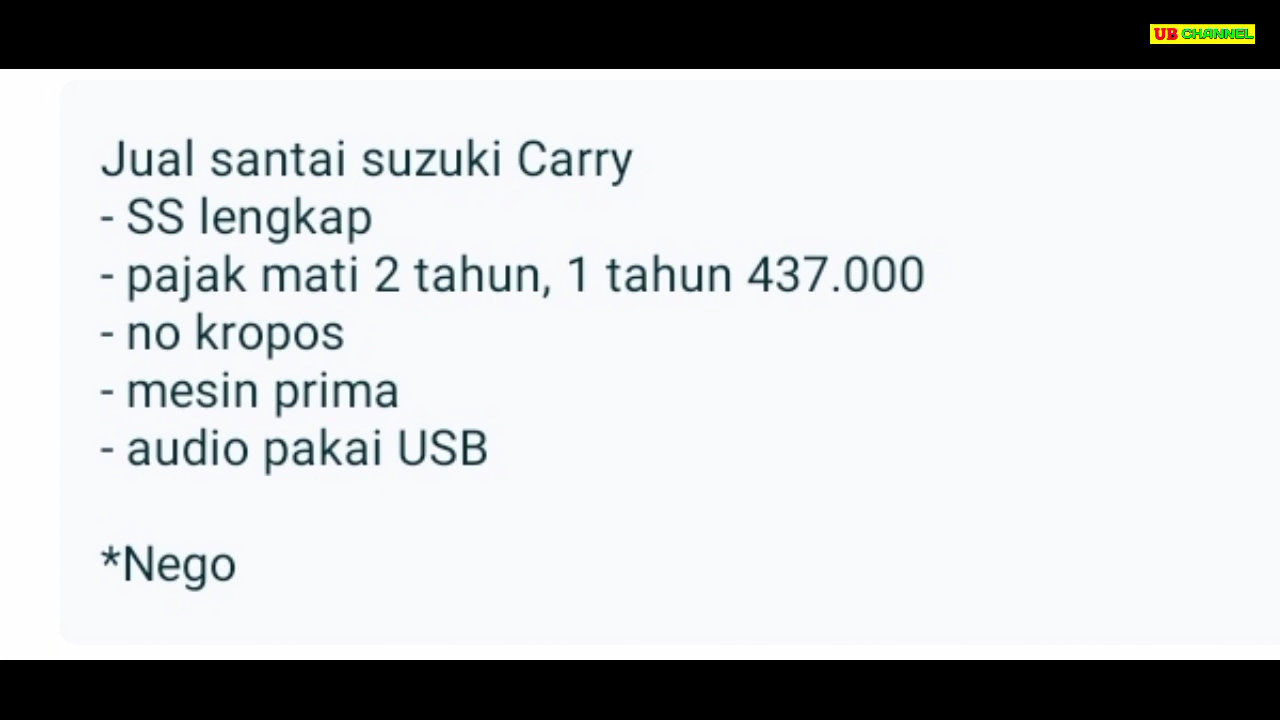 UB CHANNEL
Jual santai suzuki Carry
- SS lengkap
- pajak mati 2 tahun, 1 tahun 437.000
- no kropos
- mesin prima
- audio pakai USB
*Nego